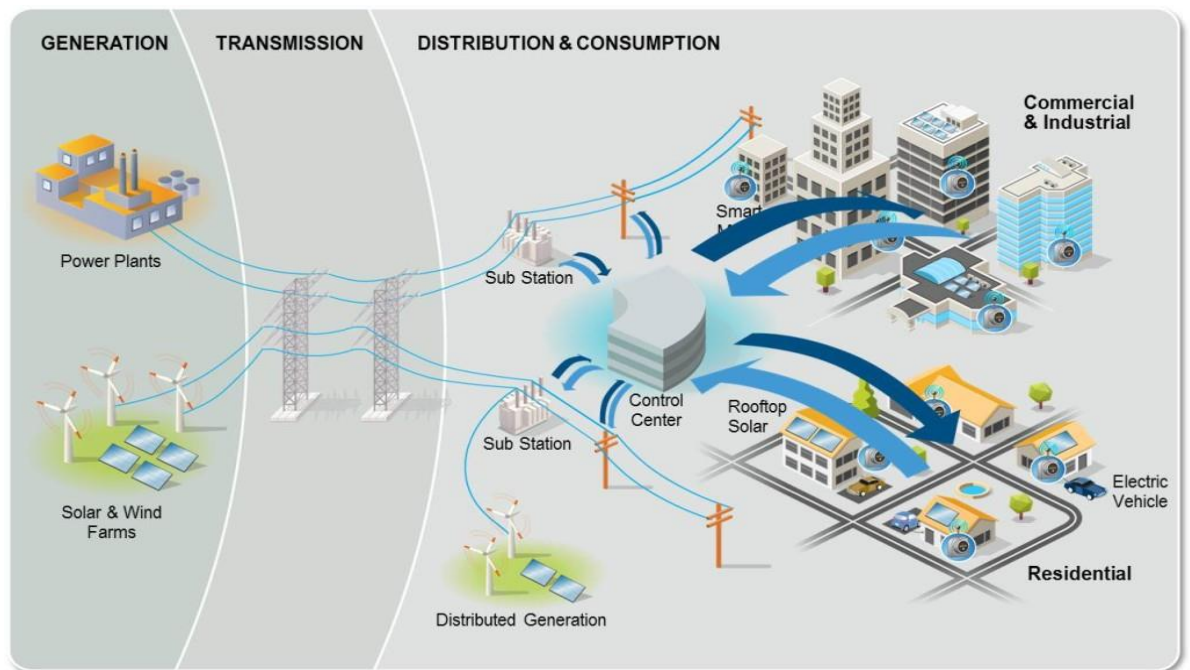 GENERATION
TRANSMISSION
DISTRIBUTION & CONSUMPTION
Commercial
& Industrial
Power Plants
Sub Station
Smart
Control
Center
Rooftop
Solar
Sub Station
Electric
Vehicle
Solar & Wind
Farms
Residential
Distributed Generation